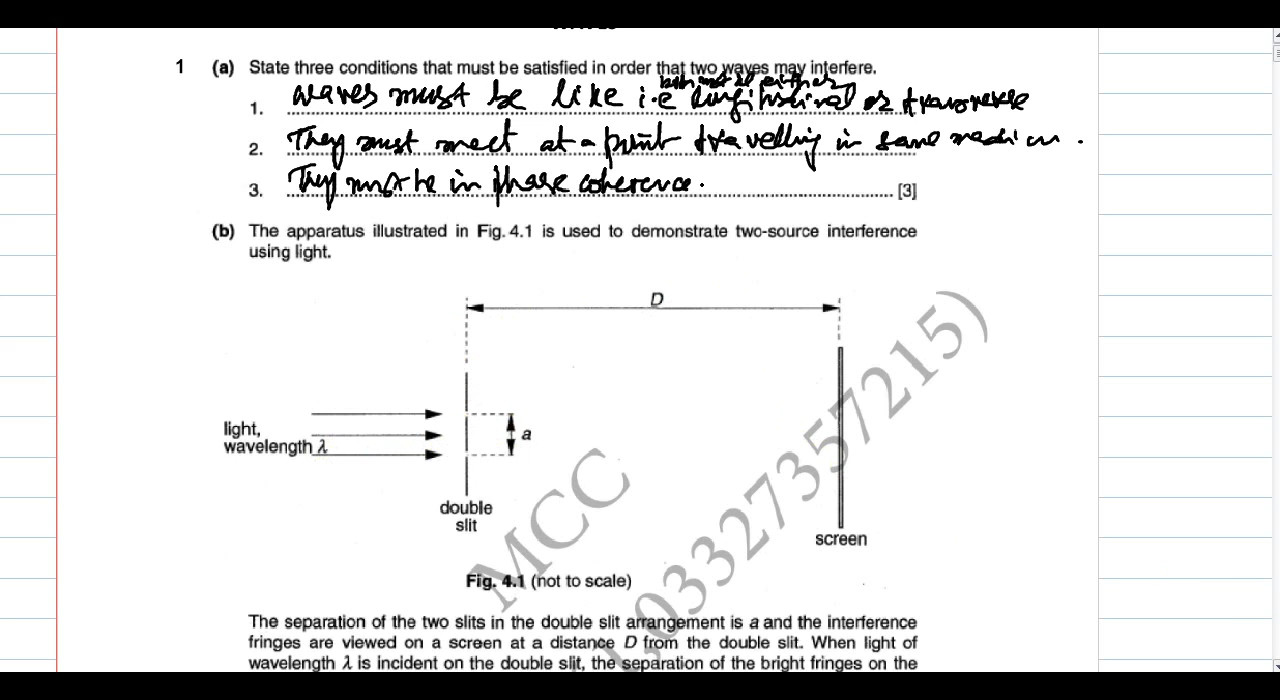 1 (a) State three conditions that must be satisfied in order that two waves may interfere.
both must be either
1. waves must be like i.e longitudinal or transverse
2. They must meet at a point travelling in same medium.
3. They must be in phase coherence. [3]
(b) The apparatus illustrated in Fig. 4.1 is used to demonstrate two-source interference
using light.
D
light,
wavelength λ
a
double
slit
screen
MCC
,03327357215)
Fig. 4.1 (not to scale)
The separation of the two slits in the double slit arrangement is a and the interference
fringes are viewed on a screen at a distance D from the double slit. When light of
wavelength λ is incident on the double slit, the separation of the bright fringes on the